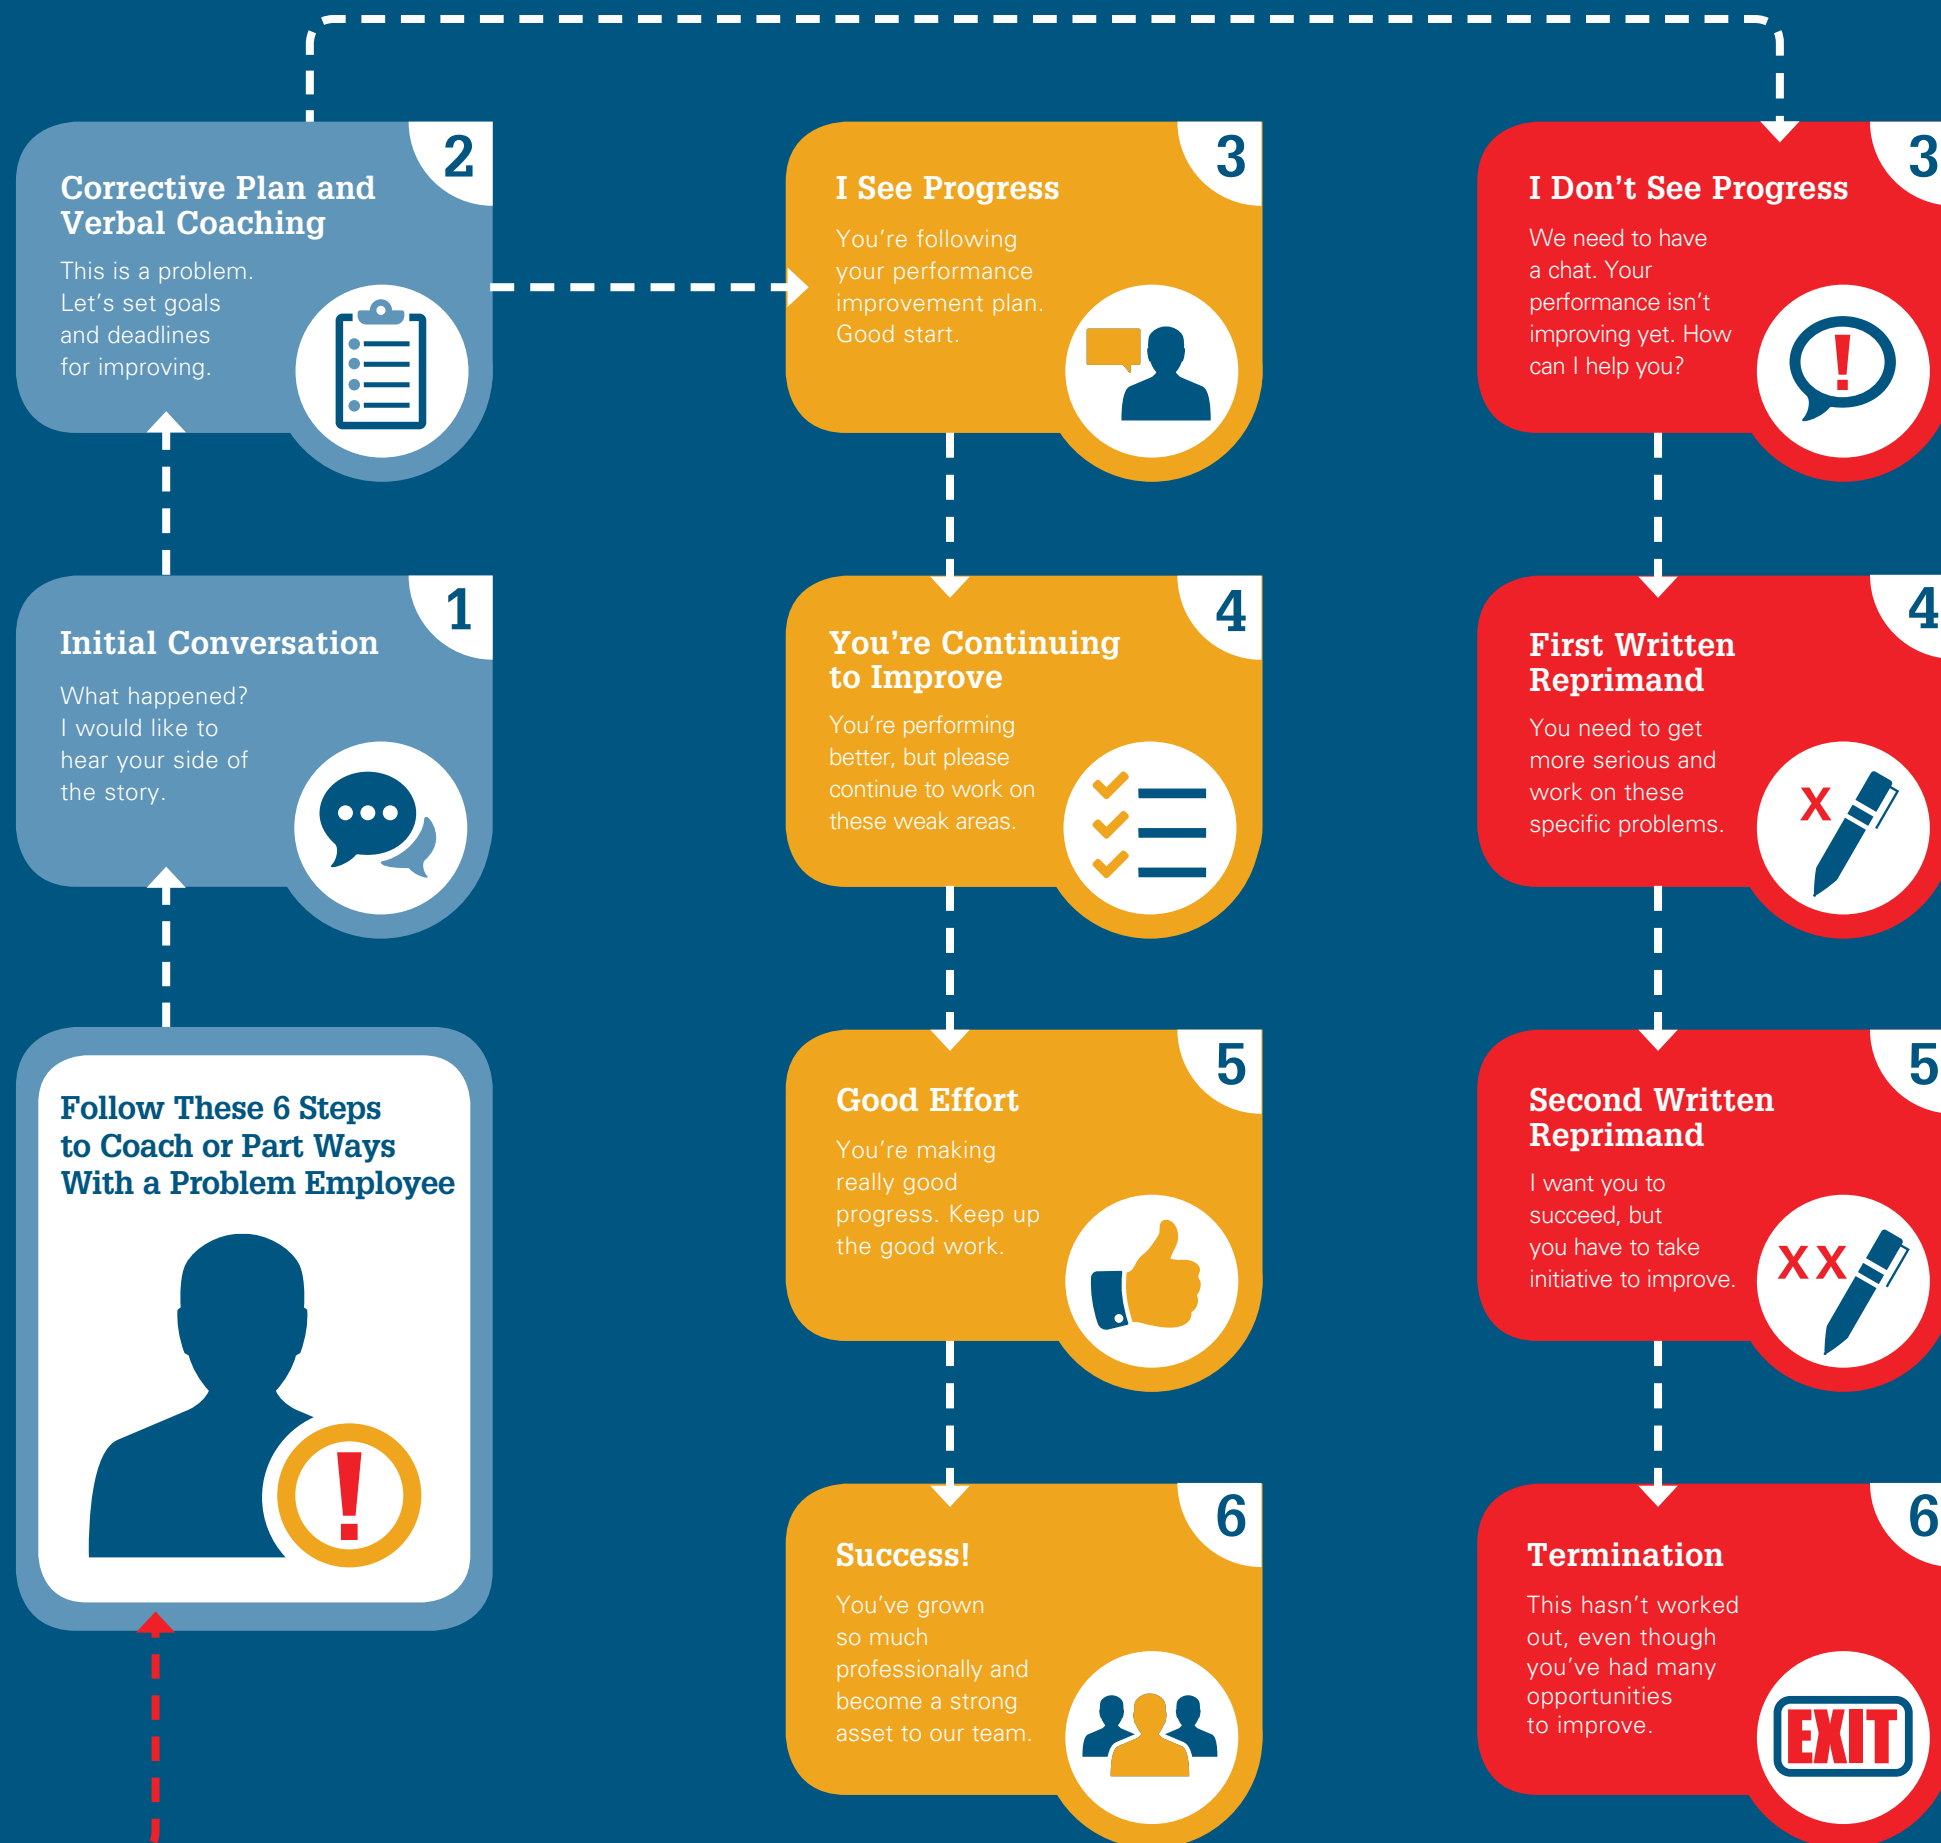 Follow These 6 Steps
to Coach or Part Ways
With a Problem Employee
!
1
Initial Conversation
What happened?
I would like to
hear your side of
the story.
2
Corrective Plan and
Verbal Coaching
This is a problem.
Let's set goals
and deadlines
for improving.
3
I See Progress
You're following
your performance
improvement plan.
Good start.
4
You're Continuing
to Improve
You're performing
better, but please
continue to work on
these weak areas.
5
Good Effort
You're making
really good
progress. Keep up
the good work.
6
Success!
You've grown
so much
professionally and
become a strong
asset to our team.
3
I Don't See Progress
We need to have
a chat. Your
performance isn't
improving yet. How
can I help you?
!
4
First Written
Reprimand
You need to get
more serious and
work on these
specific problems.
X
5
Second Written
Reprimand
I want you to
succeed, but
you have to take
initiative to improve.
XX
6
Termination
This hasn't worked
out, even though
you've had many
opportunities
to improve.
EXIT